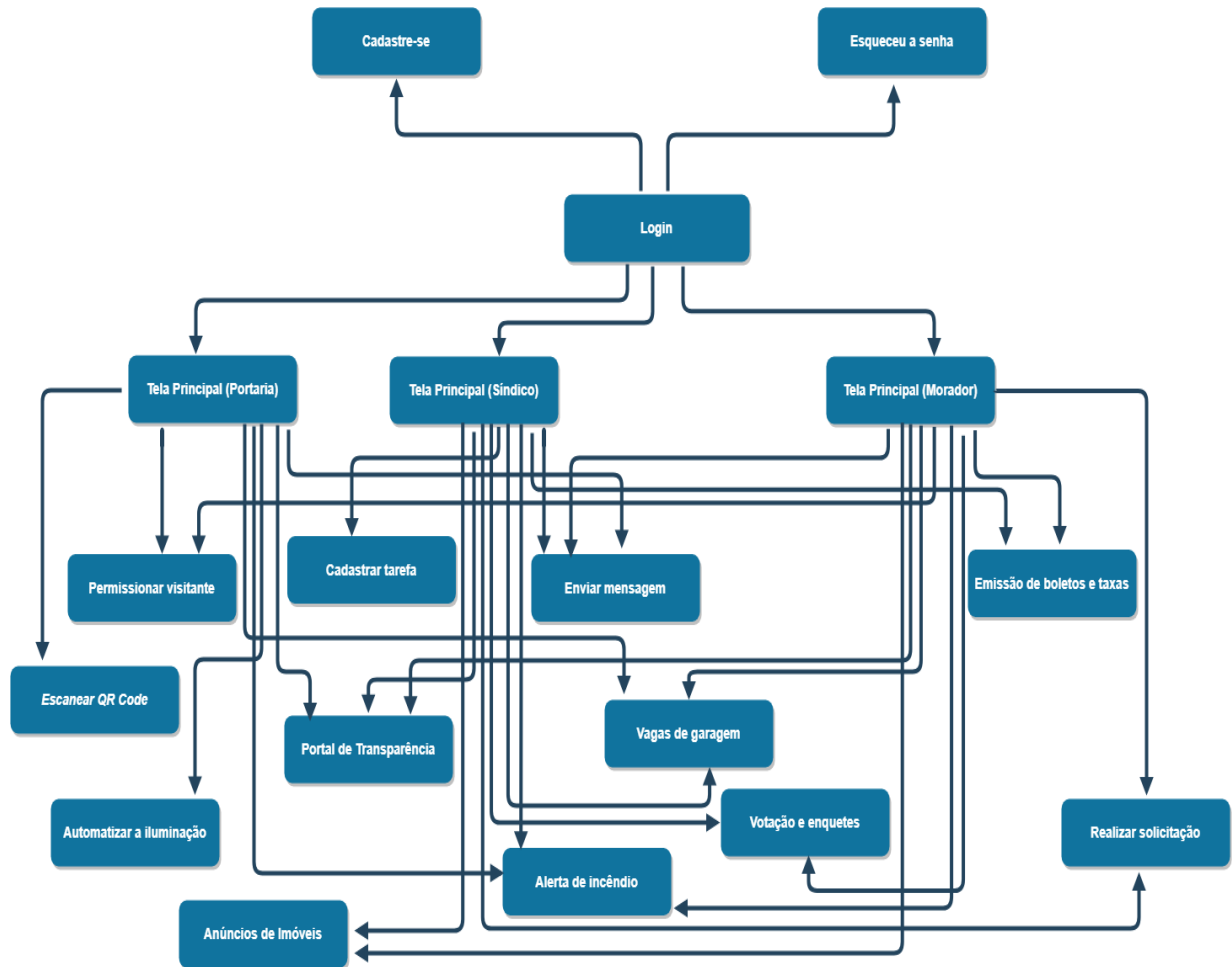 Cadastre-se
Esqueceu a senha
Login
Tela Principal (Portaria)
Tela Principal (Síndico)
Tela Principal (Morador)
Permissionar visitante
Cadastrar tarefa
Enviar mensagem
Emissão de boletos e taxas
Escanear QR Code
Portal de Transparência
Vagas de garagem
Automatizar a iluminação
Votação e enquetes
Realizar solicitação
Alerta de incêndio
Anúncios de Imóveis